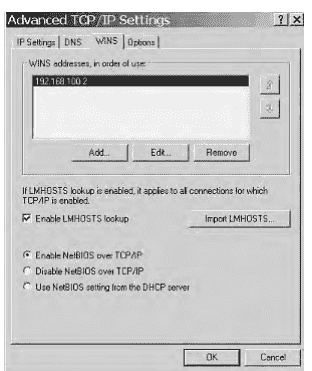 Advanced TCP/IP Settings
? X
IP Settings DNS WINS Options
WINS addresses, in order of use:
192.168.100.2
Add... Edit... Remove
If LMHOSTS lookup is enabled, it applies to all connections for which
TCP/IP is enabled.
Enable LMHOSTS lookup
Import LMHOSTS...
Enable NetBIOS over TCP/IP
Disable NetBIOS over TCP/IP
Use NetBIOS setting from the DHCP server
OK Cancel